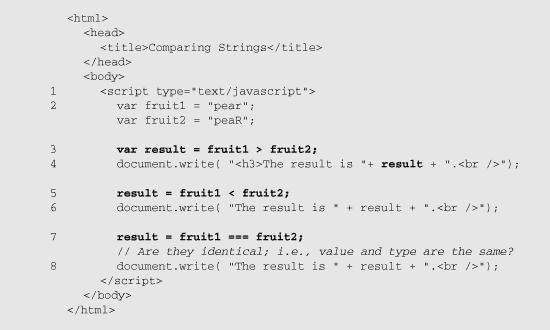 <html>
<head>
<title>Comparing Strings</title>
</head>
<body>
1 <script type="text/javascript">
2 var fruit1 = "pear";
var fruit2 = "peaR";
3 var result = fruit1 > fruit2;
4 document.write( "<h3>The result is "+ result + ".<br />");
5 result = fruit1 < fruit2;
6 document.write( "The result is " + result + ".<br />");
7 result = fruit1 === fruit2;
// Are they identical; i.e., value and type are the same?
8 document.write( "The result is " + result + ".<br />");
</script>
</body>
</html>